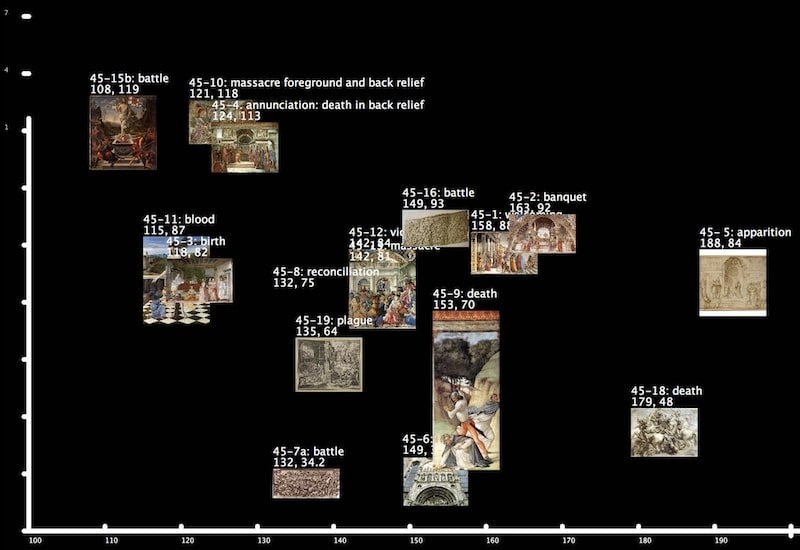 7
4
1
45-15b: battle
108, 119
45-10: massacre foreground and back relief
121, 118
45-4. annunciation: death in back relief
124, 113
45-16: battle
149, 93
45-2: banquet
163, 92
45-11: blood
115, 87
45-1:
158, 88
45-3: birth
118, 82
45-12:
142, 84
142, 81
45- 5: apparition
188, 84
45-8: reconciliation
132, 75
45-9: death
153, 70
45-19: plague
135, 64
45-18: death
179, 48
45-7a: battle
132, 34.2
45-6:
149,
100 110 120 130 140 150 160 170 180 190